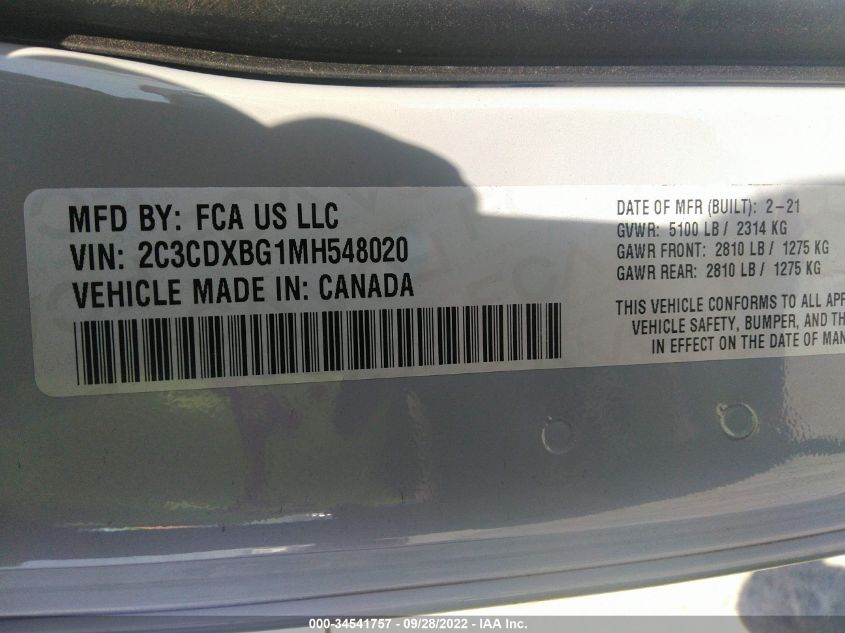 MFD BY: FCA US LLC
VIN: 2C3CDXBG1MH548020
VEHICLE MADE IN: CANADA
DATE OF MFR (BUILT): 2-21
GVWR: 5100 LB / 2314 KG
GAWR FRONT: 2810 LB / 1275 KG
GAWR REAR: 2810 LB / 1275 KG
THIS VEHICLE CONFORMS TO ALL APP
VEHICLE SAFETY, BUMPER, AND TH
IN EFFECT ON THE DATE OF MAN
000-34541757 - 09/28/2022 - IAA Inc.